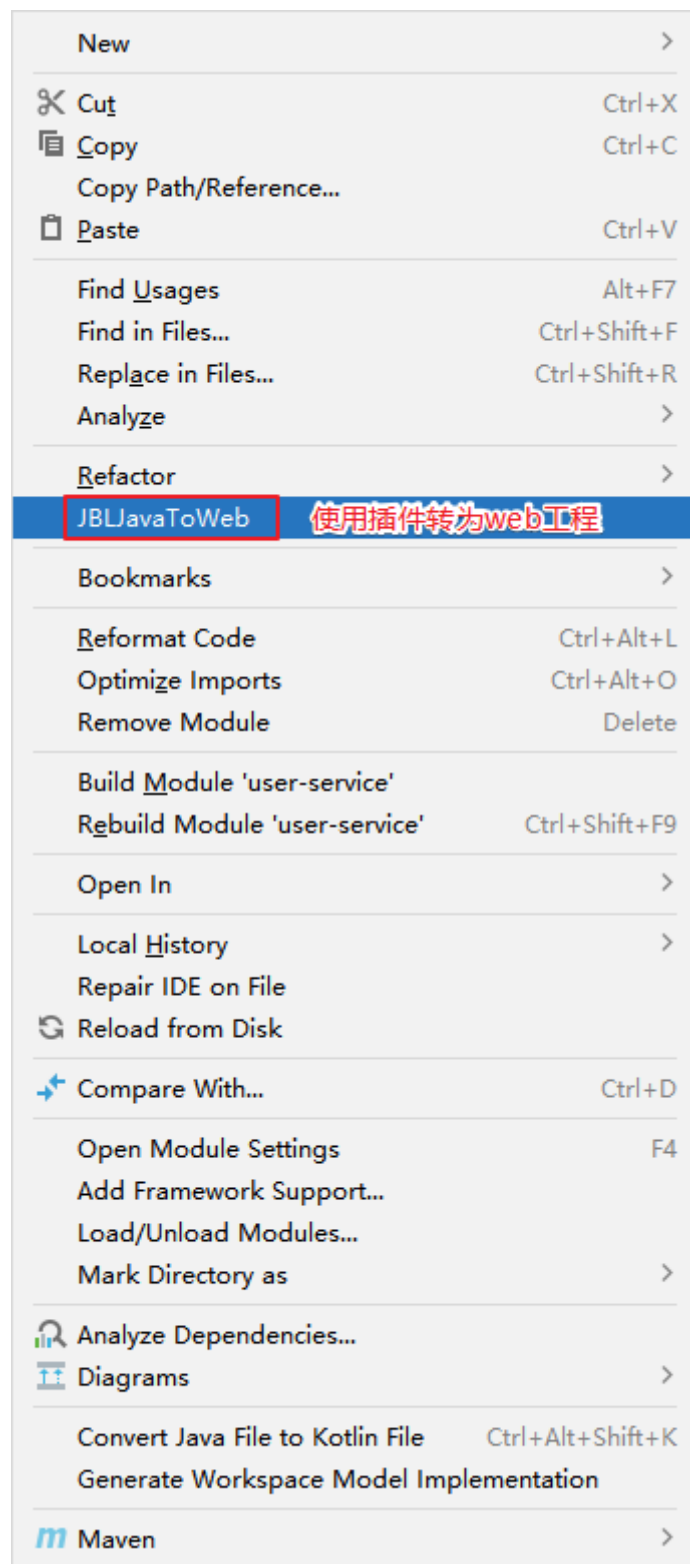 New
Cut Ctrl+X
Copy Ctrl+C
Copy Path/Reference...
Paste Ctrl+V
Find Usages Alt+F7
Find in Files... Ctrl+Shift+F
Replace in Files... Ctrl+Shift+R
Analyze
Refactor
JBLJavaToWeb 使用插件转为web工程
Bookmarks
Reformat Code Ctrl+Alt+L
Optimize Imports Ctrl+Alt+O
Remove Module Delete
Build Module 'user-service'
Rebuild Module 'user-service' Ctrl+Shift+F9
Open In
Local History
Repair IDE on File
Reload from Disk
Compare With... Ctrl+D
Open Module Settings F4
Add Framework Support...
Load/Unload Modules...
Mark Directory as
Analyze Dependencies...
Diagrams
Convert Java File to Kotlin File Ctrl+Alt+Shift+K
Generate Workspace Model Implementation
m Maven